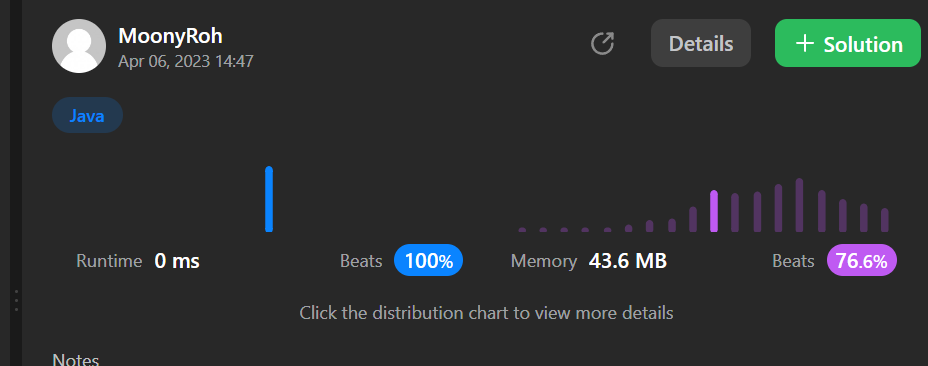 MoonyRoh
Apr 06, 2023 14:47
Details
+ Solution
Java
Runtime 0 ms
Beats 100%
Memory 43.6 MB
Beats 76.6%
Click the distribution chart to view more details
Notes